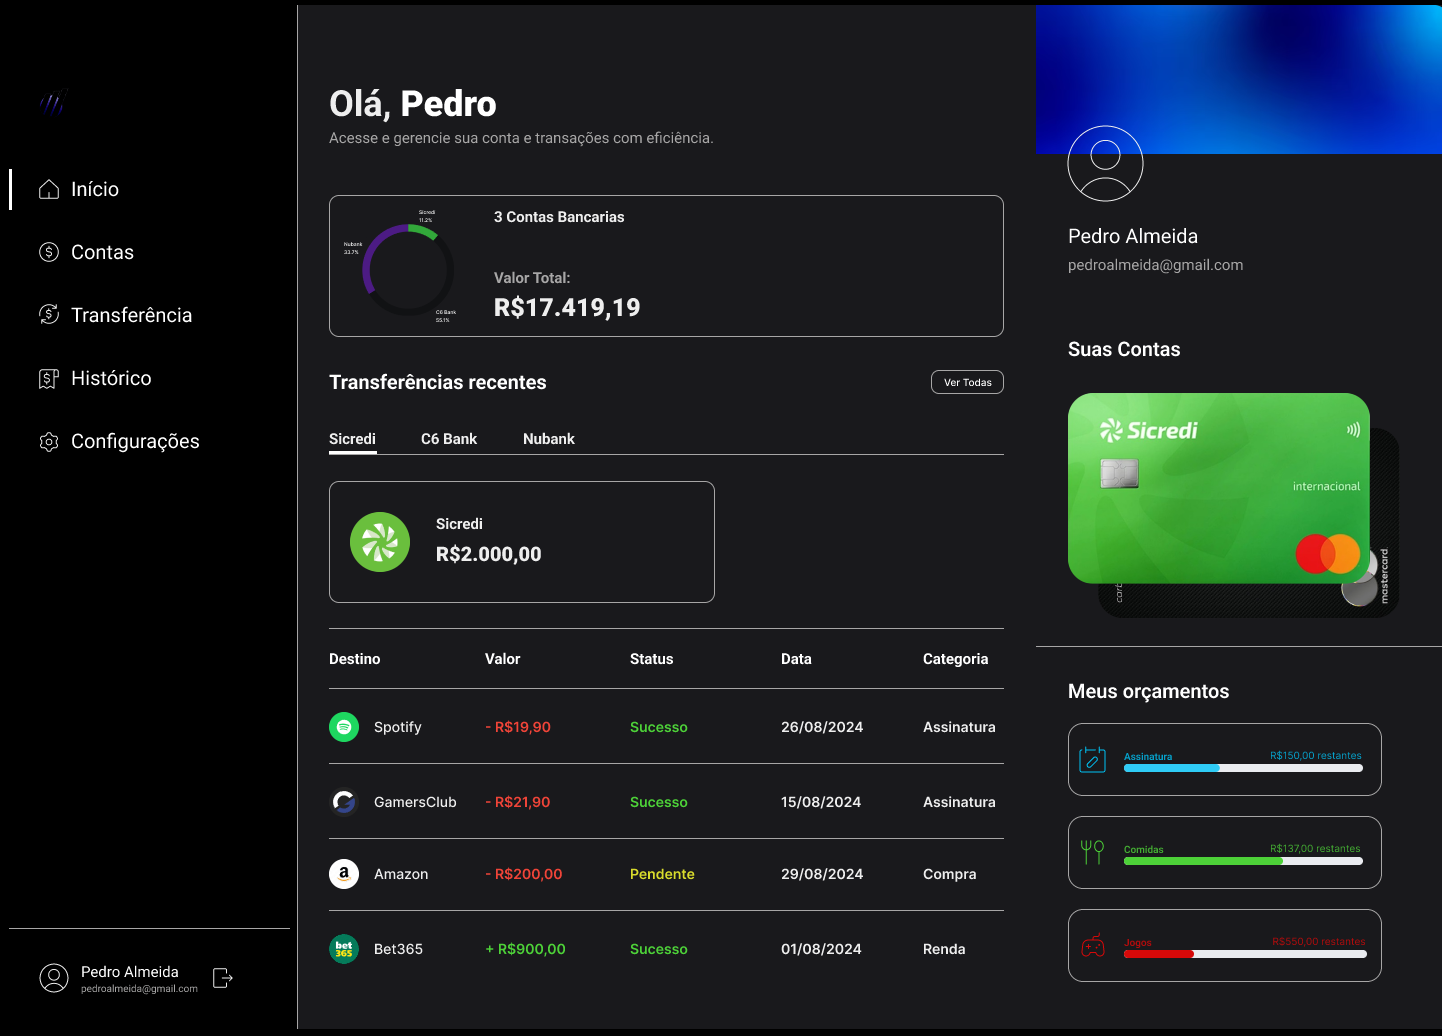 Início
Contas
Transferência
Histórico
Configurações
Pedro Almeida
pedroalmeida@gmail.com
Olá, Pedro
Acesse e gerencie sua conta e transações com eficiência.
Sicredi
11.2%
Nubank
33.7%
C6 Bank
55.1%
3 Contas Bancarias
Valor Total:
R$17.419,19
Transferências recentes
Ver Todas
Sicredi C6 Bank Nubank
Sicredi
R$2.000,00
Destino Valor Status Data Categoria
Spotify - R$19,90 Sucesso 26/08/2024 Assinatura
GamersClub - R$21,90 Sucesso 15/08/2024 Assinatura
a Amazon - R$200,00 Pendente 29/08/2024 Compra
bet
365
Bet365 + R$900,00 Sucesso 01/08/2024 Renda
Pedro Almeida
pedroalmeida@gmail.com
Suas Contas
Sicredi
internacional
mastercard
Meus orçamentos
Assinatura R$150,00 restantes
Comidas R$137,00 restantes
Jogos R$550,00 restantes